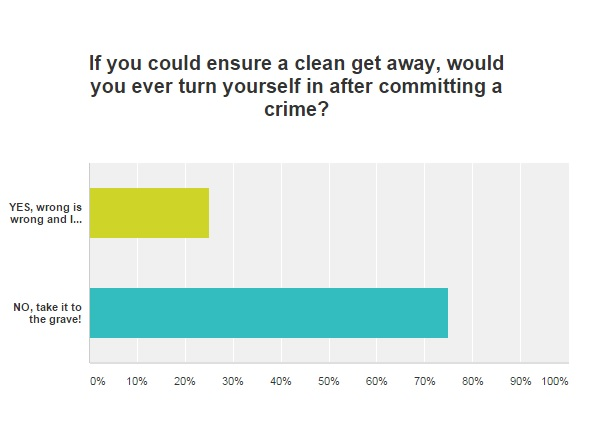 If you could ensure a clean get away, would
you ever turn yourself in after committing a
crime?
YES, wrong is
wrong and I...
NO, take it to
the grave!
0% 10% 20% 30% 40% 50% 60% 70% 80% 90% 100%